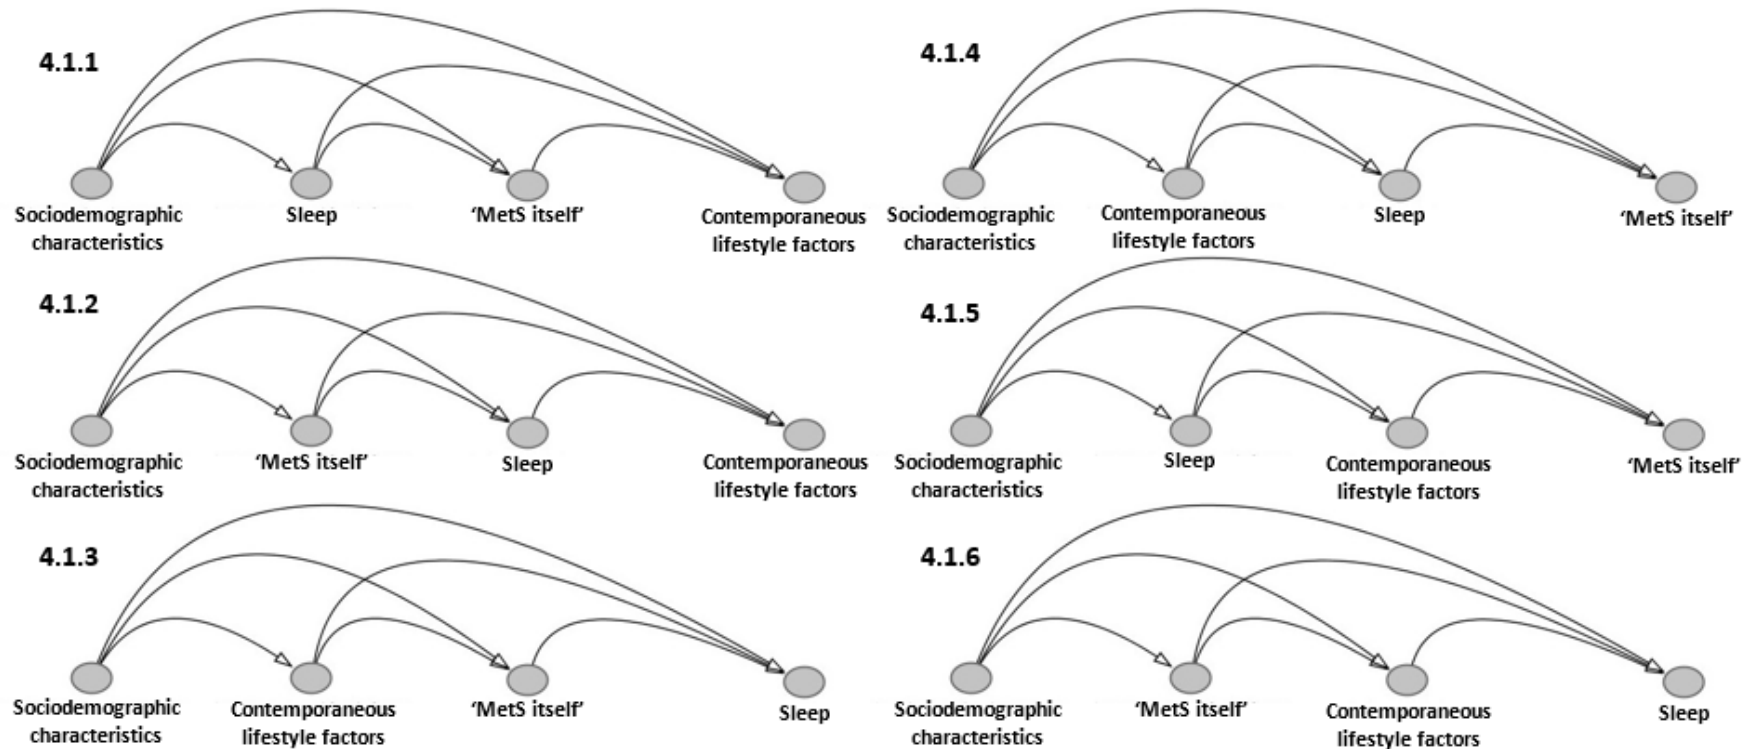 4.1.1
Sociodemographic
characteristics
Sleep
‘MetS itself’
Contemporaneous
lifestyle factors
4.1.4
Sociodemographic
characteristics
Contemporaneous
lifestyle factors
Sleep
‘MetS itself’
4.1.2
Sociodemographic
characteristics
‘MetS itself’
Sleep
Contemporaneous
lifestyle factors
4.1.5
Sociodemographic
characteristics
Sleep
Contemporaneous
lifestyle factors
‘MetS itself’
4.1.3
Sociodemographic
characteristics
Contemporaneous
lifestyle factors
‘MetS itself’
Sleep
4.1.6
Sociodemographic
characteristics
‘MetS itself’
Contemporaneous
lifestyle factors
Sleep